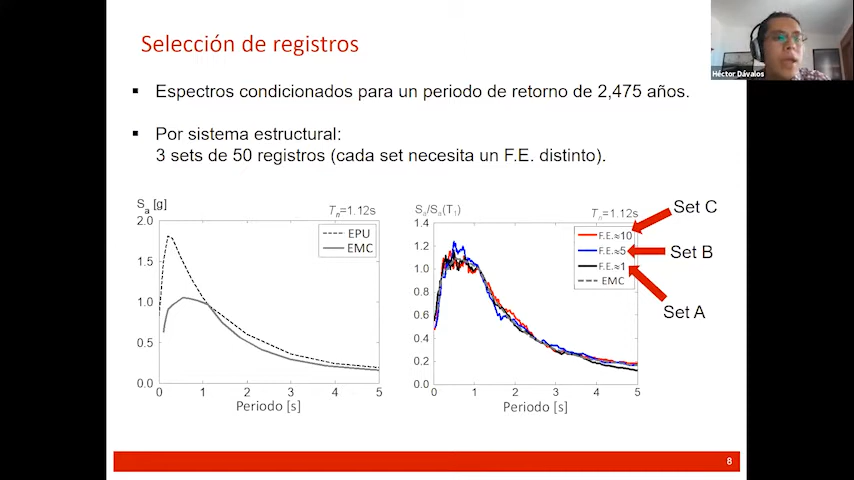 Selección de registros
Héctor Dávalos
▪ Espectros condicionados para un periodo de retorno de 2,475 años.
▪ Por sistema estructural:
3 sets de 50 registros (cada set necesita un F.E. distinto).
Sa [g]
Tn=1.12s
2.0
1.5
1.0
0.5
0.0
EPU
EMC
0 1 2 3 4 5
Periodo [s]
Sa/Sa(T1)
Tn=1.12s
1.4
1.2
1.0
0.8
0.6
0.4
0.2
0.0
F.E.≈10
F.E.≈5
F.E.≈1
EMC
0 1 2 3 4 5
Periodo [s]
Set C
Set B
Set A
8